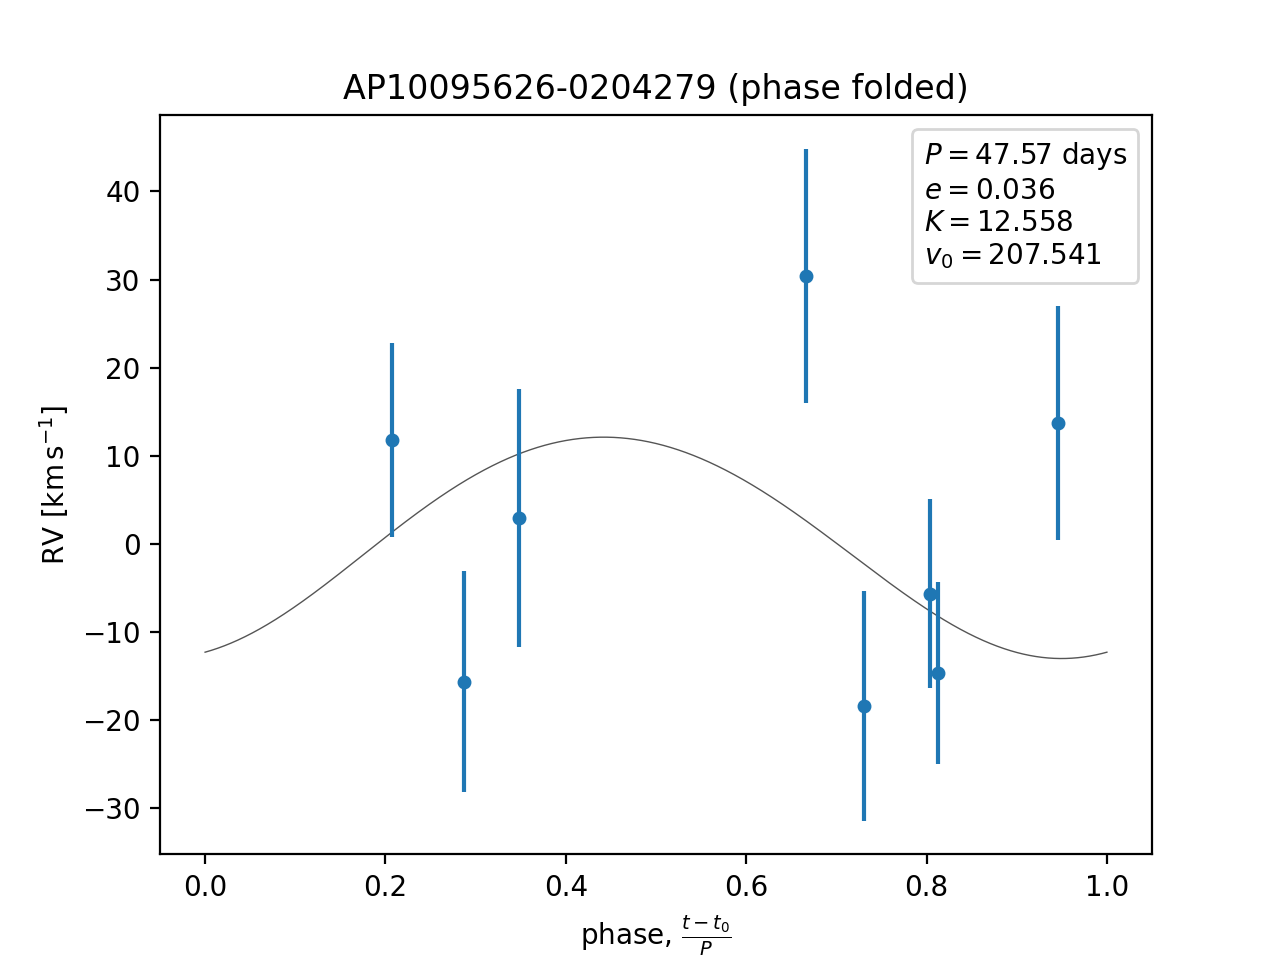 AP10095626-0204279 (phase folded)
P = 47.57 days
e = 0.036
K = 12.558
v₀ = 207.541
40
30
20
10
0
−10
−20
−30
RV [km s⁻¹]
0.0 0.2 0.4 0.6 0.8 1.0
phase, (t − t₀)/P